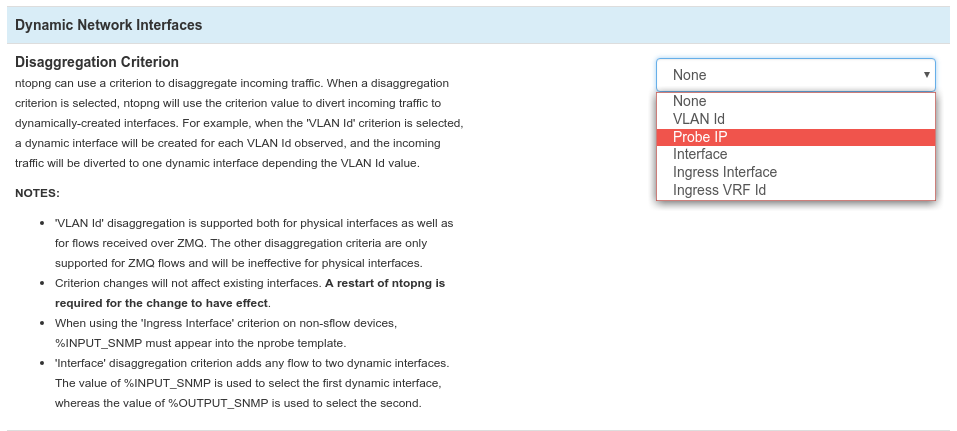 Dynamic Network Interfaces
Disaggregation Criterion
ntopng can use a criterion to disaggregate incoming traffic. When a disaggregation
criterion is selected, ntopng will use the criterion value to divert incoming traffic to
dynamically-created interfaces. For example, when the 'VLAN Id' criterion is selected,
a dynamic interface will be created for each VLAN Id observed, and the incoming
traffic will be diverted to one dynamic interface depending the VLAN Id value.
NOTES:
• 'VLAN Id' disaggregation is supported both for physical interfaces as well as
for flows received over ZMQ. The other disaggregation criteria are only
supported for ZMQ flows and will be ineffective for physical interfaces.
• Criterion changes will not affect existing interfaces. A restart of ntopng is
required for the change to have effect.
• When using the 'Ingress Interface' criterion on non-sflow devices,
%INPUT_SNMP must appear into the nprobe template.
• 'Interface' disaggregation criterion adds any flow to two dynamic interfaces.
The value of %INPUT_SNMP is used to select the first dynamic interface,
whereas the value of %OUTPUT_SNMP is used to select the second.
None
None
VLAN Id
Probe IP
Interface
Ingress Interface
Ingress VRF Id